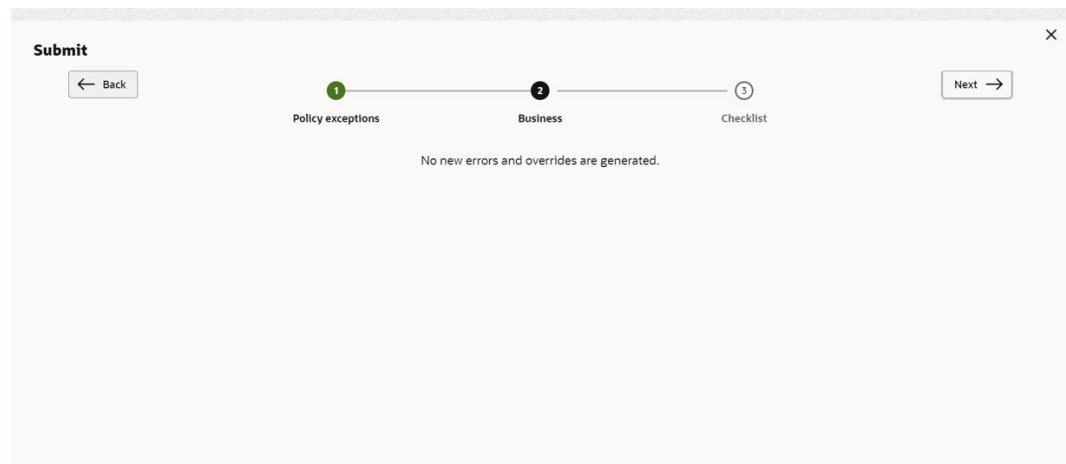 Submit
Back
Next
1
2
3
Policy exceptions
Business
Checklist
No new errors and overrides are generated.